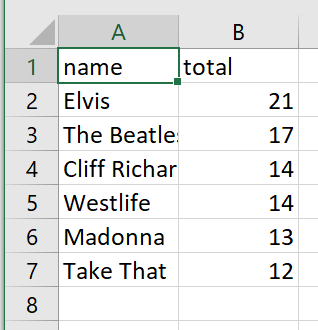 A B
1 name total
2 Elvis 21
3 The Beatles 17
4 Cliff Richar 14
5 Westlife 14
6 Madonna 13
7 Take That 12
8